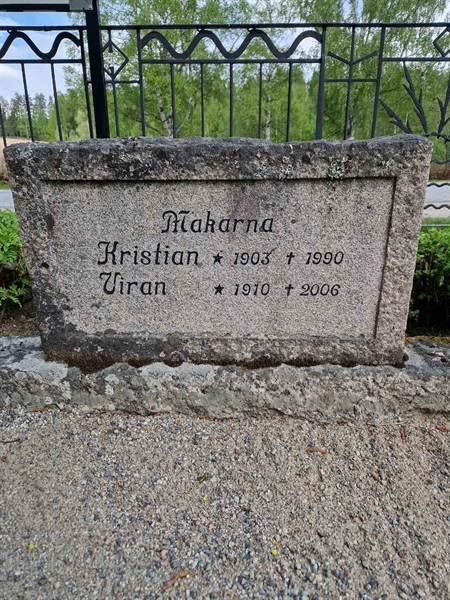 Makarna
Kristian * 1903 † 1990
Viran * 1910 † 2006